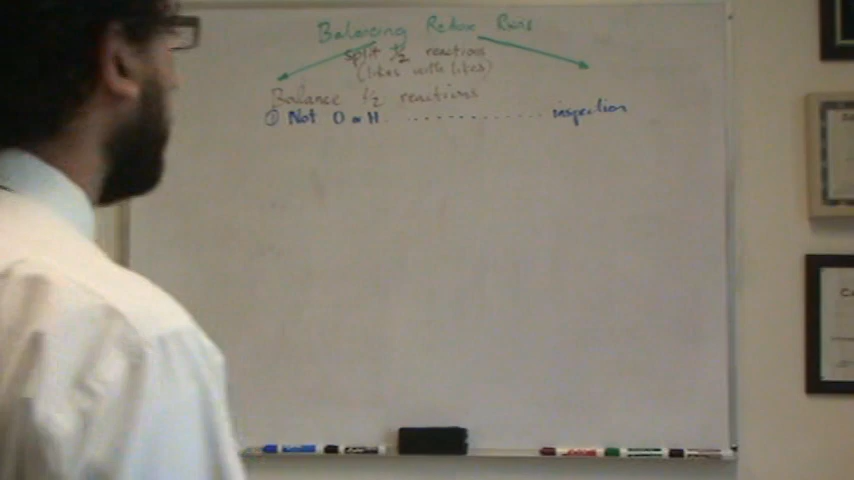 Balancing Redox Rxns
split ½ reactions
(likes with likes)
Balance ½ reactions
① Not O or H ............. inspection